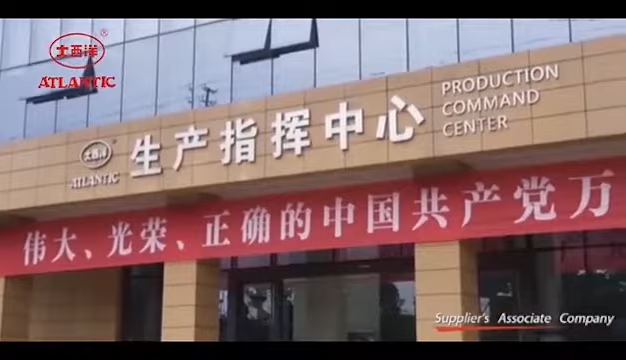 大西洋®
ATLANTIC
大西洋
ATLANTIC
生产指挥中心
PRODUCTION
COMMAND
CENTER
伟大、光荣、正确的中国共产党万
Supplier's Associate Company